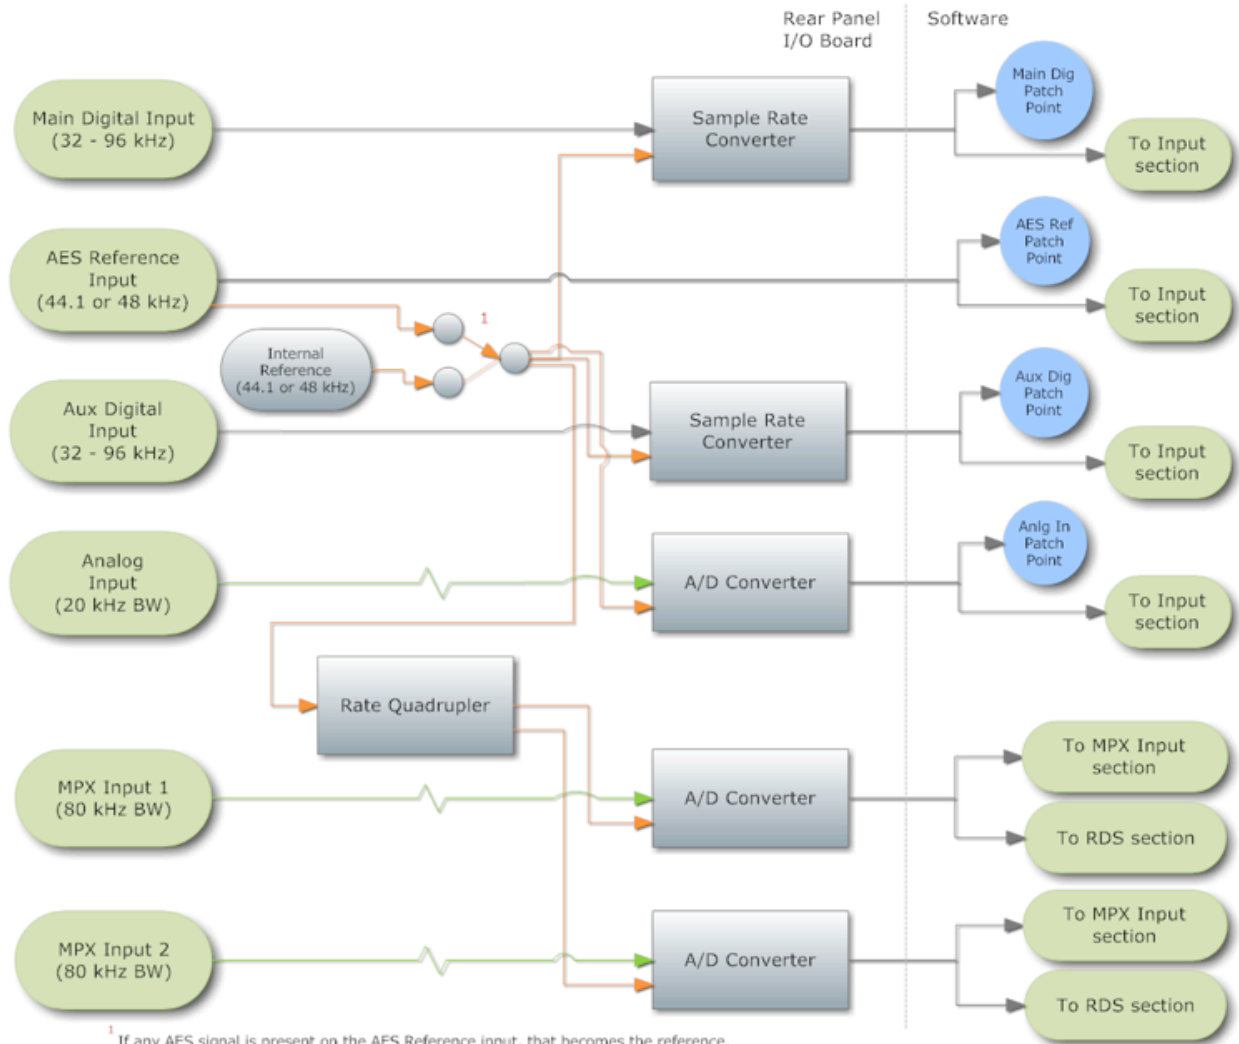 Rear Panel
I/O Board
Software
Main Digital Input
(32 - 96 kHz)
Sample Rate
Converter
Main Dig
Patch
Point
To Input
section
AES Reference
Input
(44.1 or 48 kHz)
AES Ref
Patch
Point
To Input
section
1
Internal
Reference
(44.1 or 48 kHz)
Aux Digital
Input
(32 - 96 kHz)
Sample Rate
Converter
Aux Dig
Patch
Point
To Input
section
Analog
Input
(20 kHz BW)
A/D Converter
Anlg In
Patch
Point
To Input
section
Rate Quadrupler
MPX Input 1
(80 kHz BW)
A/D Converter
To MPX Input
section
To RDS section
MPX Input 2
(80 kHz BW)
A/D Converter
To MPX Input
section
To RDS section
1 If any AES signal is present on the AES Reference input, that becomes the reference.